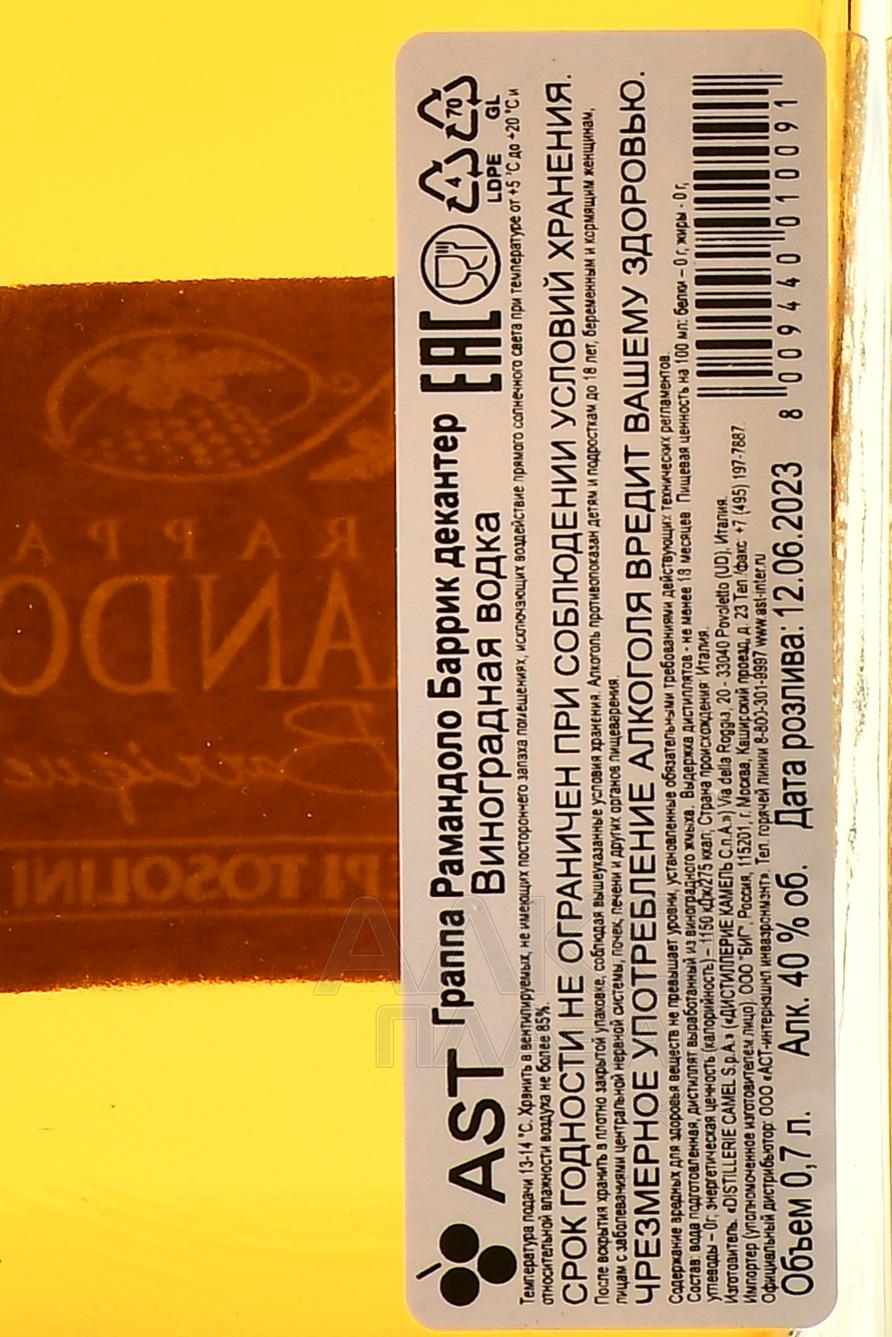 AST
Граппа Рамандоло Баррик декантер
Виноградная водка
EAC
4
LDPE
70
GL
Температура подачи 13-14 °С. Хранить в вентилируемых, не имеющих постороннего запаха помещениях, исключающих воздействие прямого солнечного света при температуре от +5 °С до +20 °С и
относительной влажности воздуха не более 85%.
СРОК ГОДНОСТИ НЕ ОГРАНИЧЕН ПРИ СОБЛЮДЕНИИ УСЛОВИЙ ХРАНЕНИЯ.
После вскрытия хранить в плотно закрытой упаковке, соблюдая вышеуказанные условия хранения. Алкоголь противопоказан детям и подросткам до 18 лет, беременным и кормящим женщинам,
лицам с заболеваниями центральной нервной системы, почек, печени и других органов пищеварения.
ЧРЕЗМЕРНОЕ УПОТРЕБЛЕНИЕ АЛКОГОЛЯ ВРЕДИТ ВАШЕМУ ЗДОРОВЬЮ.
Содержание вредных для здоровья веществ не превышает уровни, установленные обязательными требованиями действующих технических регламентов.
Состав: вода подготовленная, дистиллят выработанный из виноградного жмыха. Выдержка дистиллятов - не менее 18 месяцев. Пищевая ценность на 100 мл: белки – 0 г, жиры - 0 г,
углеводы – 0г; энергетическая ценность (калорийность) – 1150 кДж/275 ккал; Страна происхождения: Италия.
Изготовитель: «DISTILLERIE CAMEL S.p.A.» («ДИСТИЛЛЕРИЕ КАМЕЛЬ С.п.А.») Via della Roggia, 20 - 33040 Povoletto (UD), Италия.
Импортер (уполномоченное изготовителем лицо): ООО "БИГ", Россия, 115201, г. Москва, Каширский проезд, д. 23 Тел./факс: +7 (495) 197-7887.
Официальный дистрибьютор: ООО «АСТ-интернэшнл инваэронмэнт». Тел. горячей линии 8-800-301-9997 www.ast-inter.ru
Объем 0,7 л. Алк. 40 % об. Дата розлива: 12.06.2023
8 009440 010091
RAPPA
ANDO
Barrique
EPI TOSOLINI